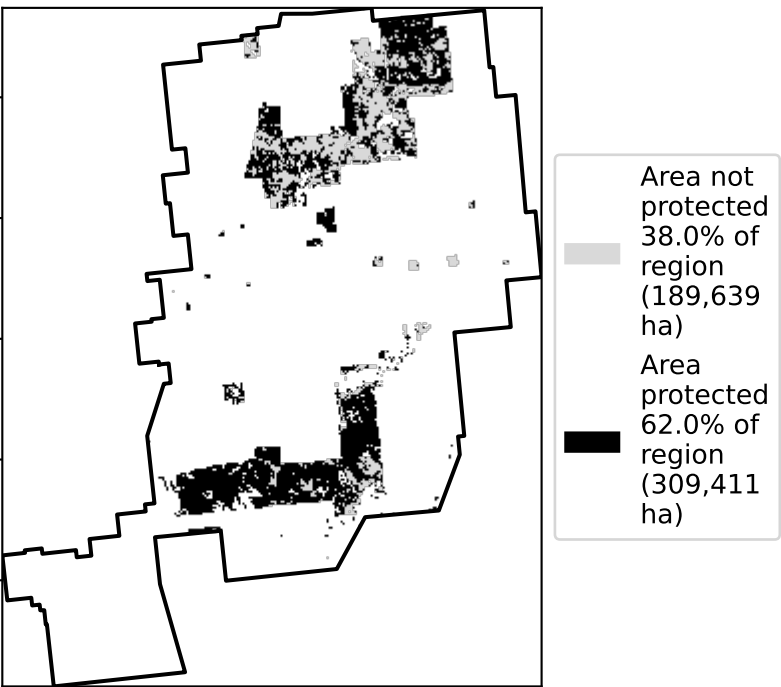 Area not
protected
38.0% of
region
(189,639
ha)
Area
protected
62.0% of
region
(309,411
ha)